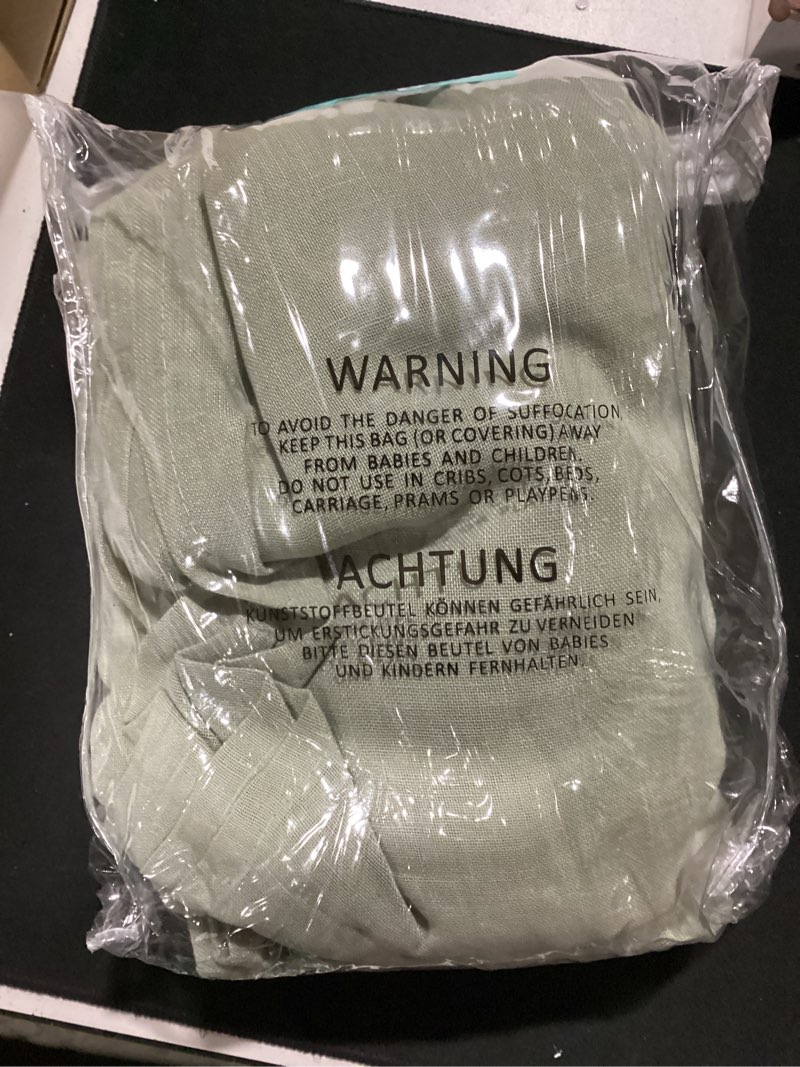 WARNING
TO AVOID THE DANGER OF SUFFOCATION,
KEEP THIS BAG (OR COVERING) AWAY
FROM BABIES AND CHILDREN.
DO NOT USE IN CRIBS, COTS, BEDS,
CARRIAGE, PRAMS OR PLAYPENS.
ACHTUNG
KUNSTSTOFFBEUTEL KÖNNEN GEFÄHRLICH SEIN,
UM ERSTICKUNGSGEFAHR ZU VERNEIDEN
BITTE DIESEN BEUTEL VON BABIES
UND KINDERN FERNHALTEN.